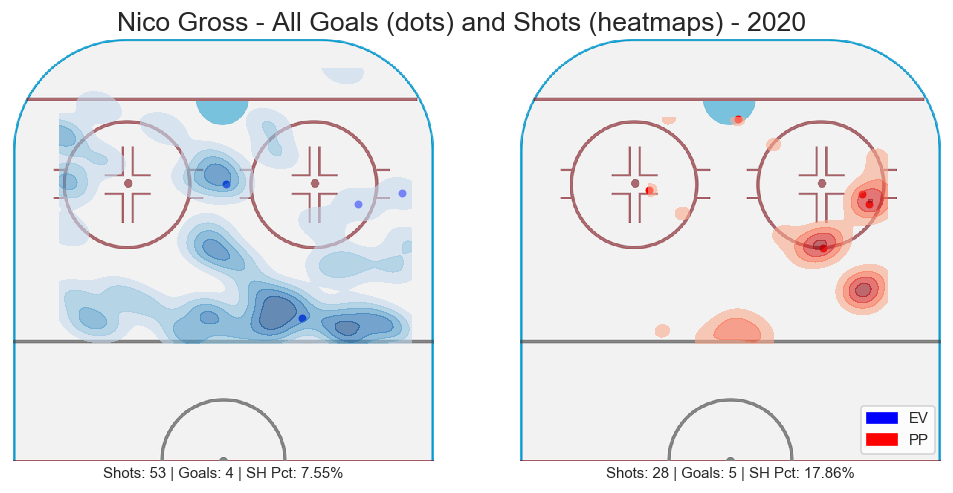 Nico Gross - All Goals (dots) and Shots (heatmaps) - 2020
EV
PP
Shots: 53 | Goals: 4 | SH Pct: 7.55%
Shots: 28 | Goals: 5 | SH Pct: 17.86%